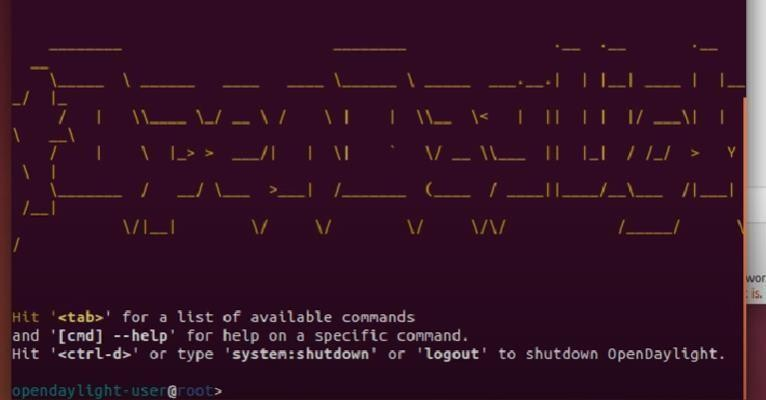 Hit '<tab>' for a list of available commands
and '[cmd] --help' for help on a specific command.
Hit '<ctrl-d>' or type 'system:shutdown' or 'logout' to shutdown OpenDaylight.
opendaylight-user@root>